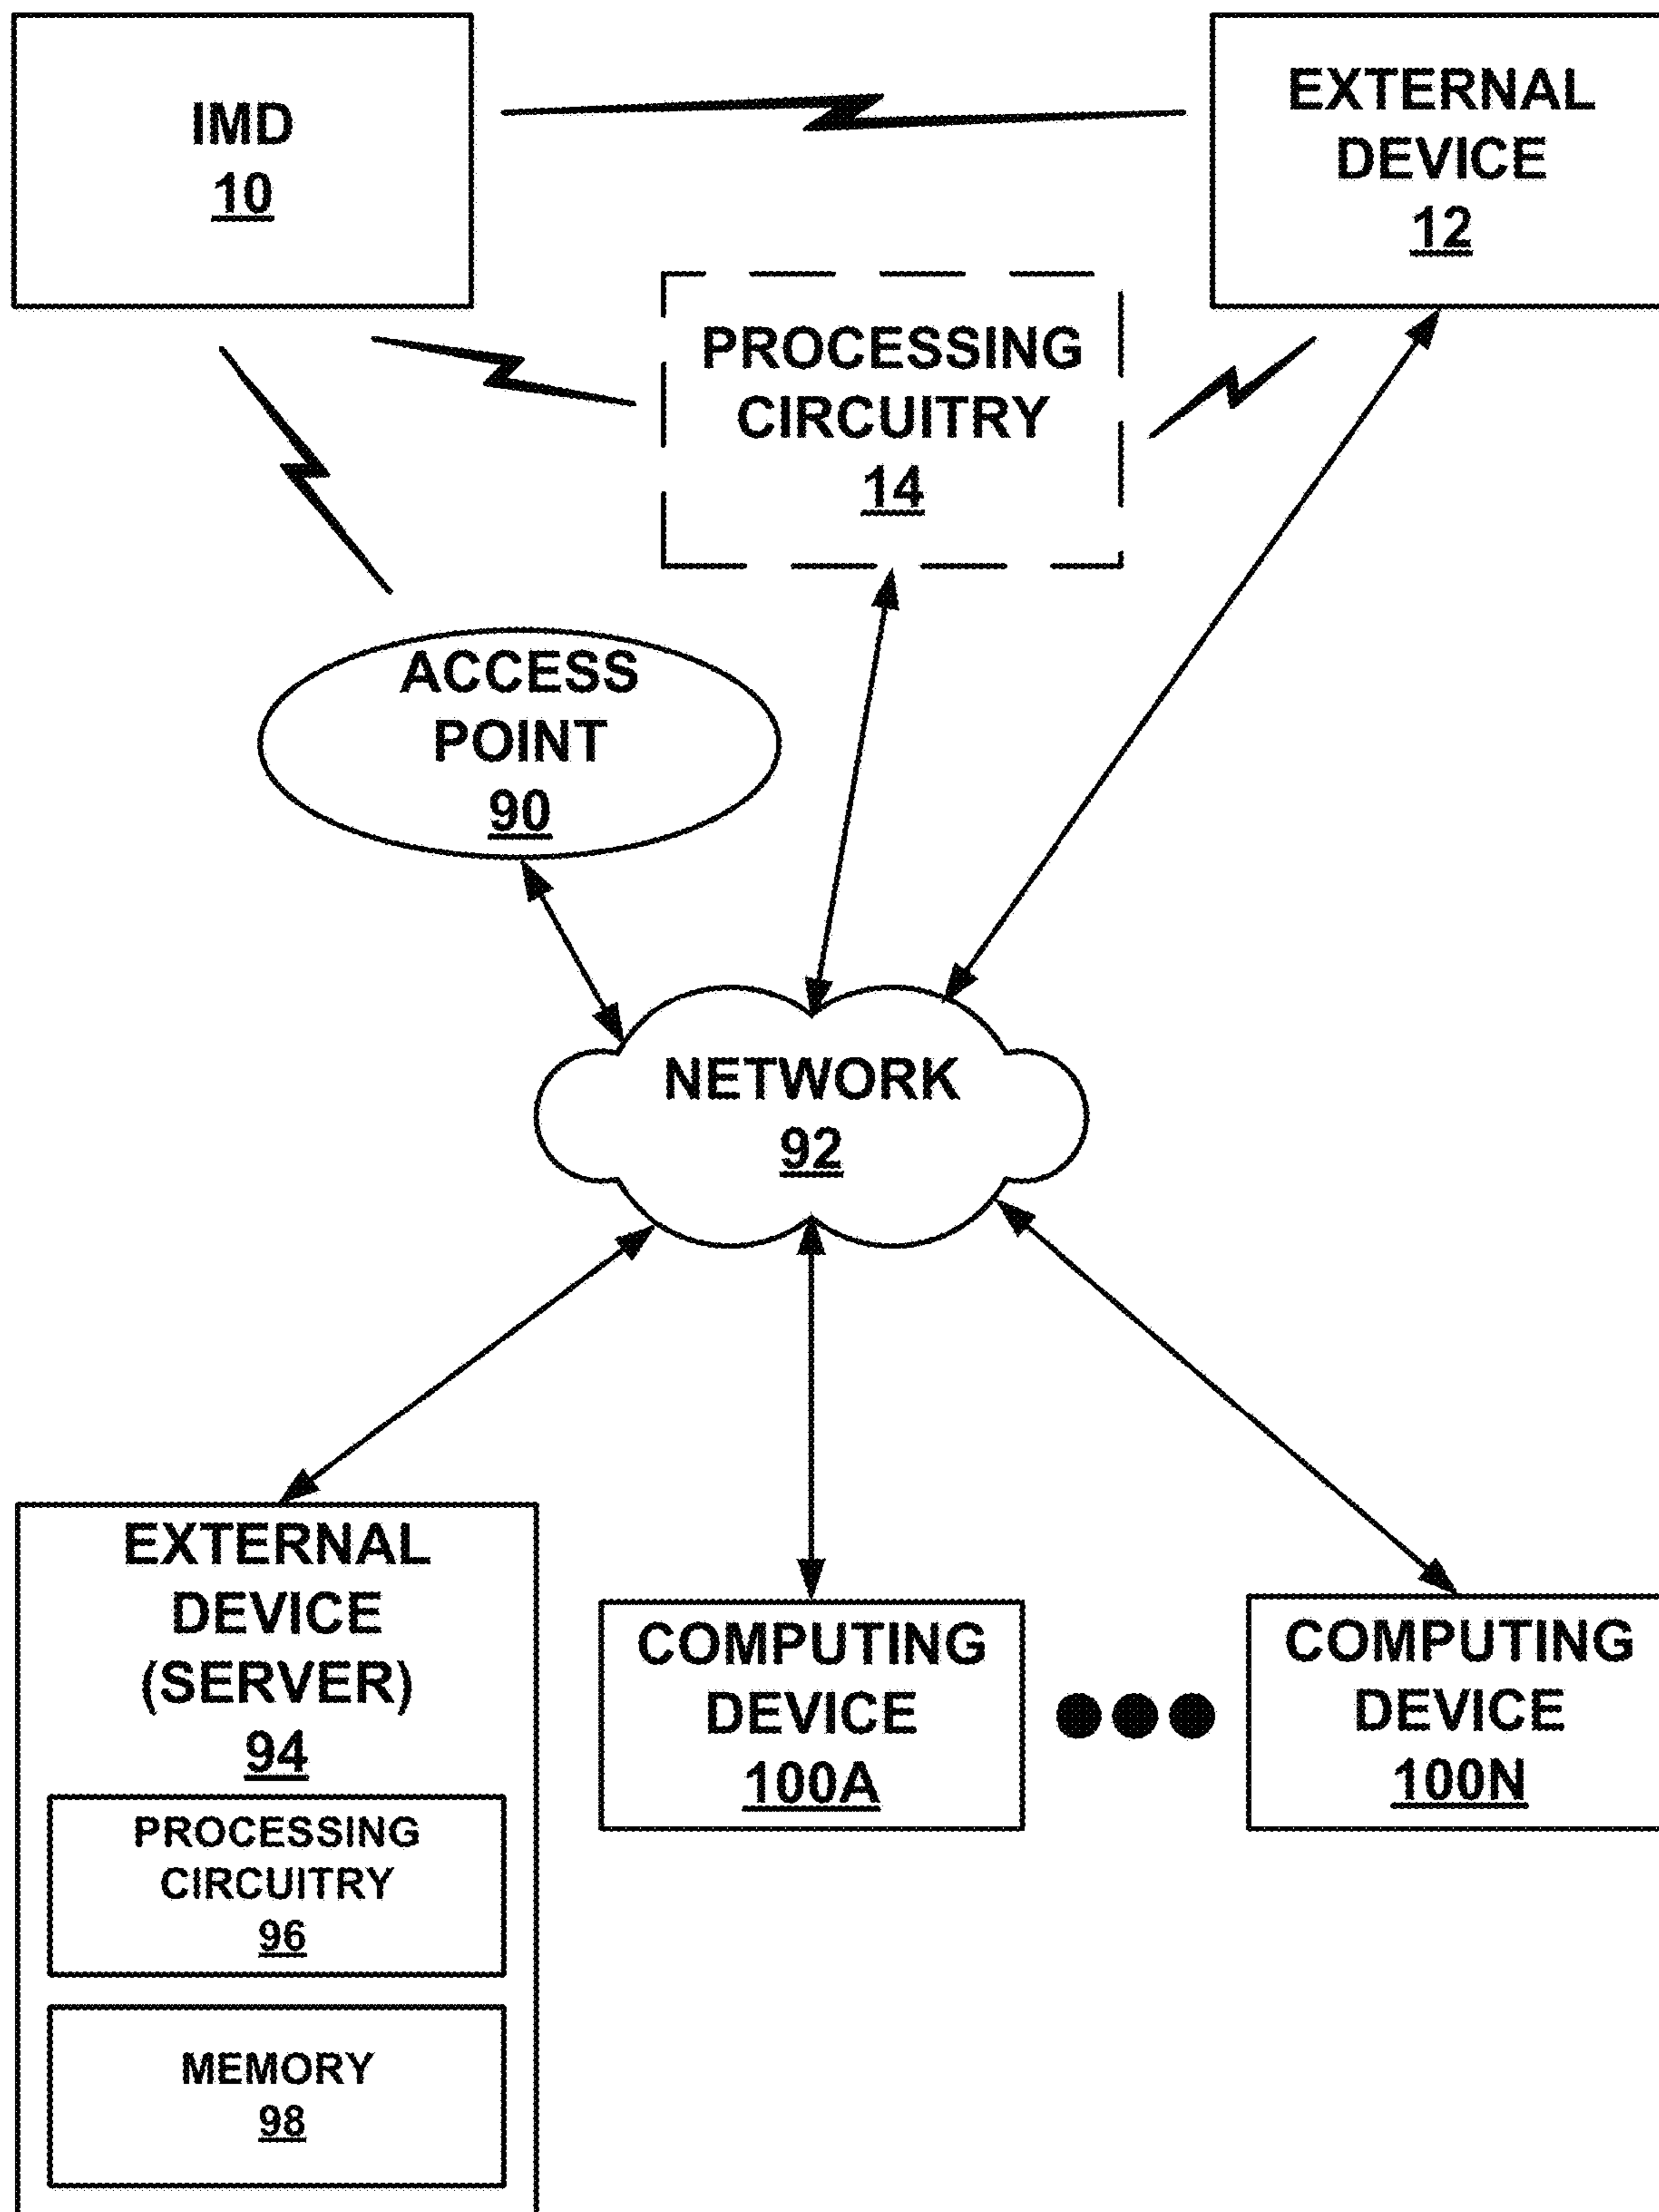 IMD
10
EXTERNAL
DEVICE
12
PROCESSING
CIRCUITRY
14
ACCESS
POINT
90
NETWORK
92
EXTERNAL
DEVICE
(SERVER)
94
PROCESSING
CIRCUITRY
96
MEMORY
98
COMPUTING
DEVICE
100A
COMPUTING
DEVICE
100N